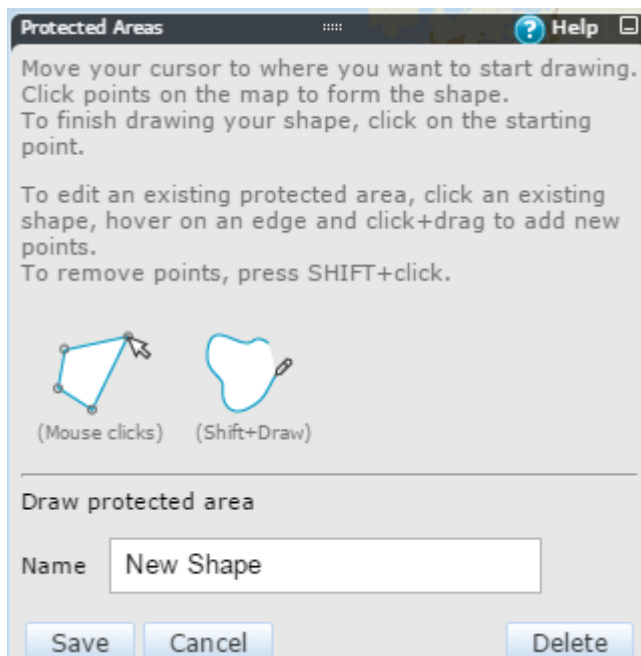 Protected Areas
? Help
Move your cursor to where you want to start drawing.
Click points on the map to form the shape.
To finish drawing your shape, click on the starting
point.
To edit an existing protected area, click an existing
shape, hover on an edge and click+drag to add new
points.
To remove points, press SHIFT+click.
(Mouse clicks) (Shift+Draw)
Draw protected area
Name New Shape
Save Cancel Delete